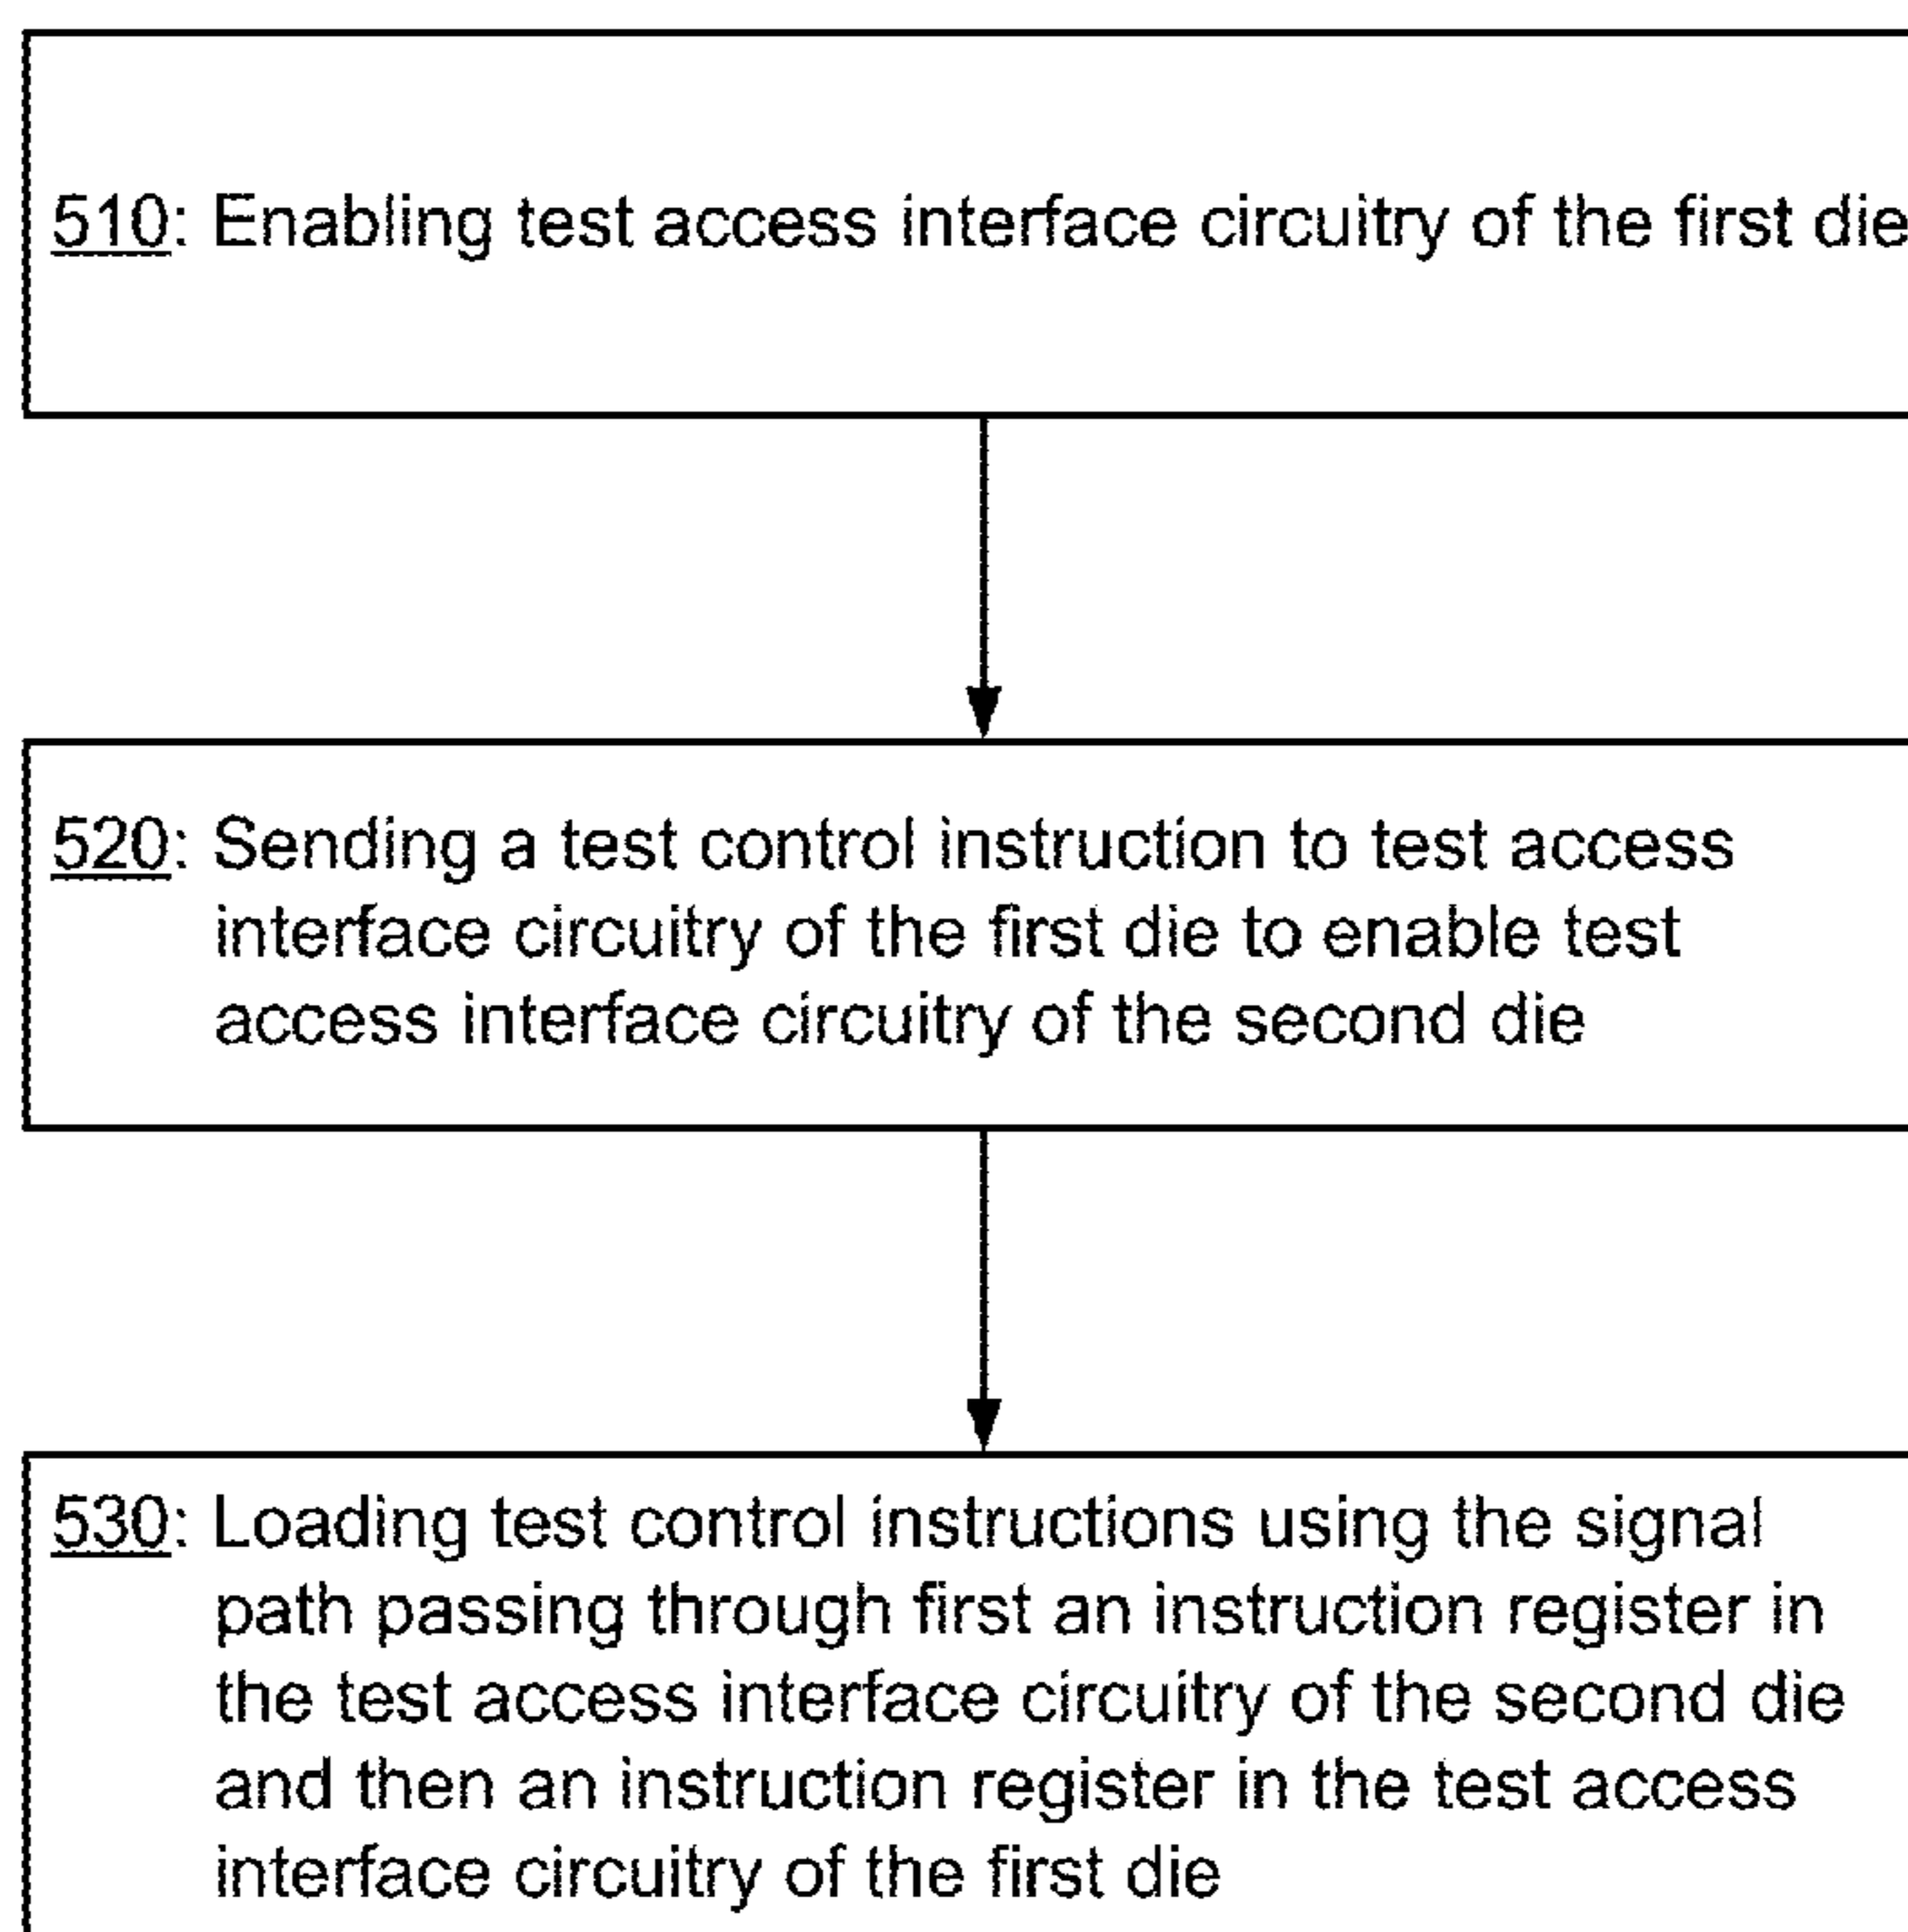 510: Enabling test access interface circuitry of the first die
520: Sending a test control instruction to test access
interface circuitry of the first die to enable test
access interface circuitry of the second die
530: Loading test control instructions using the signal
path passing through first an instruction register in
the test access interface circuitry of the second die
and then an instruction register in the test access
interface circuitry of the first die